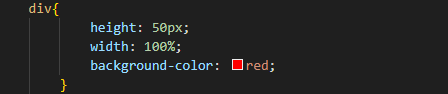 div{
height: 50px;
width: 100%;
background-color: red;
}